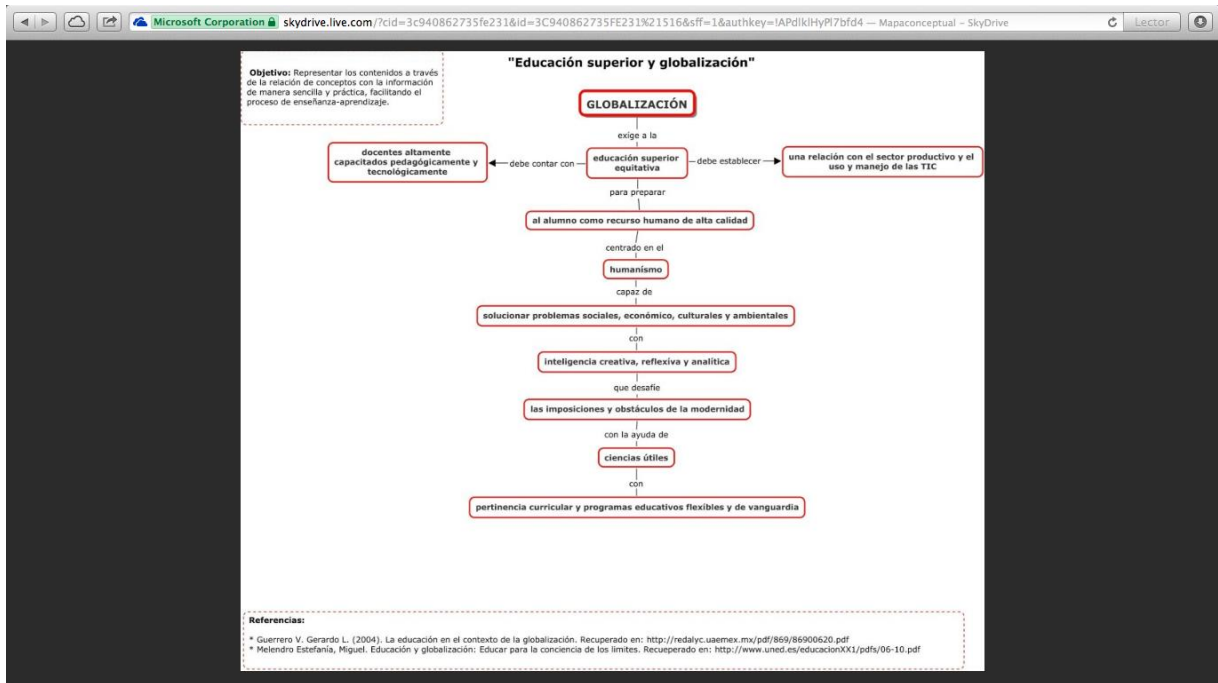 Microsoft Corporation skydrive.live.com/?cid=3c940862735fe231&id=3C940862735FE231%21516&sff=1&authkey=!APdlklHyPl7bfd4 — Mapaconceptual – SkyDrive
Lector
"Educación superior y globalización"
Objetivo: Representar los contenidos a través
de la relación de conceptos con la información
de manera sencilla y práctica, facilitando el
proceso de enseñanza-aprendizaje.
GLOBALIZACIÓN
exige a la
docentes altamente
capacitados pedagógicamente y
tecnológicamente
debe contar con
educación superior
equitativa
debe establecer
una relación con el sector productivo y el
uso y manejo de las TIC
para preparar
al alumno como recurso humano de alta calidad
centrado en el
humanismo
capaz de
solucionar problemas sociales, económico, culturales y ambientales
con
inteligencia creativa, reflexiva y analítica
que desafíe
las imposiciones y obstáculos de la modernidad
con la ayuda de
ciencias útiles
con
pertinencia curricular y programas educativos flexibles y de vanguardia
Referencias:
* Guerrero V. Gerardo L. (2004). La educación en el contexto de la globalización. Recuperado en: http://redalyc.uaemex.mx/pdf/869/86900620.pdf
* Melendro Estefanía, Miguel. Educación y globalización: Educar para la conciencia de los límites. Recueperado en: http://www.uned.es/educacionXX1/pdfs/06-10.pdf